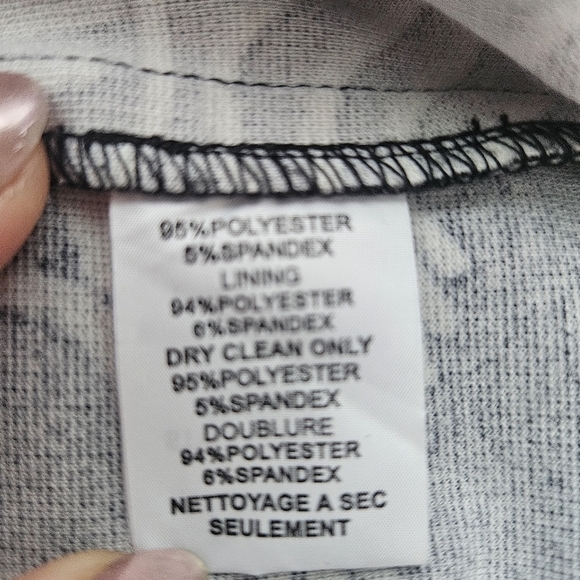 95%POLYESTER
5%SPANDEX
LINING
94%POLYESTER
6%SPANDEX
DRY CLEAN ONLY
95%POLYESTER
5%SPANDEX
DOUBLURE
94%POLYESTER
6%SPANDEX
NETTOYAGE A SEC
SEULEMENT